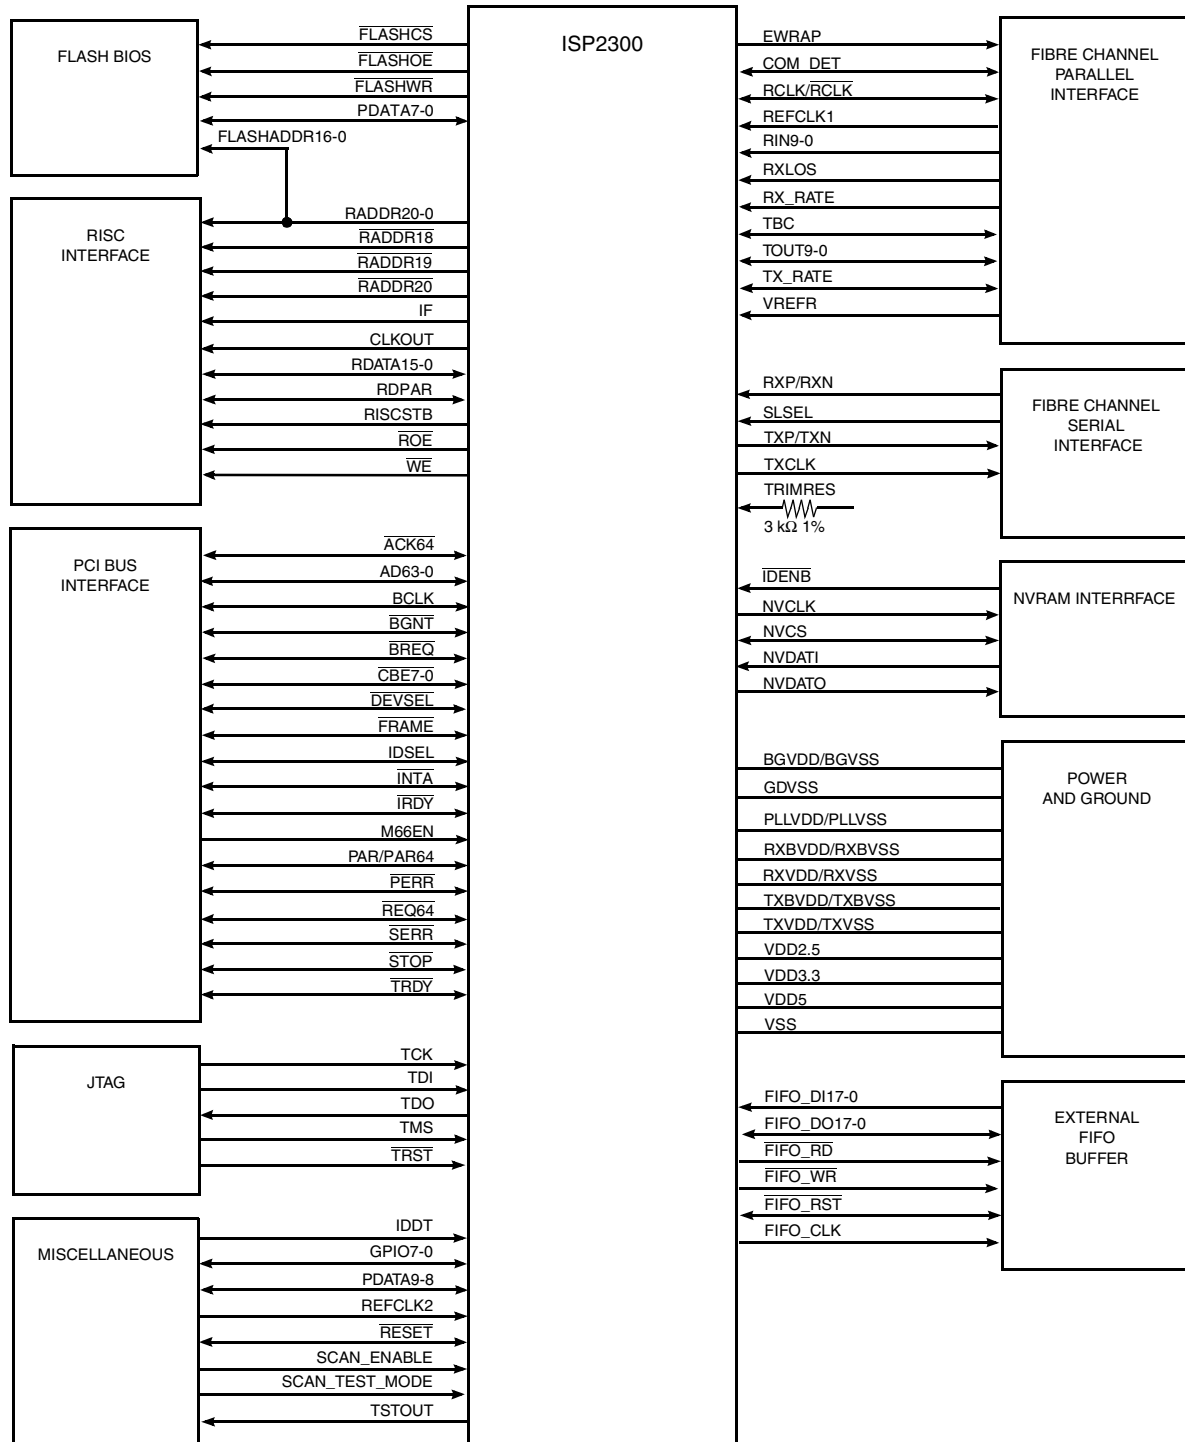 ISP2300
FLASH BIOS
FLASHCS
FLASHOE
FLASHWR
PDATA7-0
FLASHADDR16-0
RISC
INTERFACE
RADDR20-0
RADDR18
RADDR19
RADDR20
IF
CLKOUT
RDATA15-0
RDPAR
RISCSTB
ROE
WE
PCI BUS
INTERFACE
ACK64
AD63-0
BCLK
BGNT
BREQ
CBE7-0
DEVSEL
FRAME
IDSEL
INTA
IRDY
M66EN
PAR/PAR64
PERR
REQ64
SERR
STOP
TRDY
JTAG
TCK
TDI
TDO
TMS
TRST
MISCELLANEOUS
IDDT
GPIO7-0
PDATA9-8
REFCLK2
RESET
SCAN_ENABLE
SCAN_TEST_MODE
TSTOUT
EWRAP
COM_DET
RCLK/RCLK
REFCLK1
RIN9-0
RXLOS
RX_RATE
TBC
TOUT9-0
TX_RATE
VREFR
FIBRE CHANNEL
PARALLEL
INTERFACE
RXP/RXN
SLSEL
TXP/TXN
TXCLK
TRIMRES
3 kΩ 1%
FIBRE CHANNEL
SERIAL
INTERFACE
IDENB
NVCLK
NVCS
NVDATI
NVDATO
NVRAM INTERRFACE
BGVDD/BGVSS
GDVSS
PLLVDD/PLLVSS
RXBVDD/RXBVSS
RXVDD/RXVSS
TXBVDD/TXBVSS
TXVDD/TXVSS
VDD2.5
VDD3.3
VDD5
VSS
POWER
AND GROUND
FIFO_DI17-0
FIFO_DO17-0
FIFO_RD
FIFO_WR
FIFO_RST
FIFO_CLK
EXTERNAL
FIFO
BUFFER